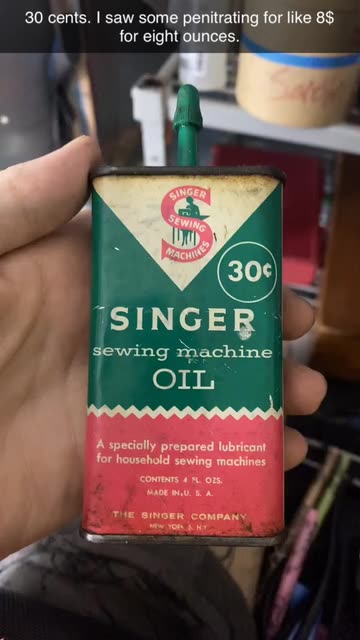 30 cents. I saw some penitrating for like 8$
for eight ounces.
SINGER
SEWING
MACHINES
30¢
SINGER
sewing machine
OIL
A specially prepared lubricant
for household sewing machines
CONTENTS 4 FL. OZS.
MADE IN U. S. A.
THE SINGER COMPANY
NEW YORK, N.Y.